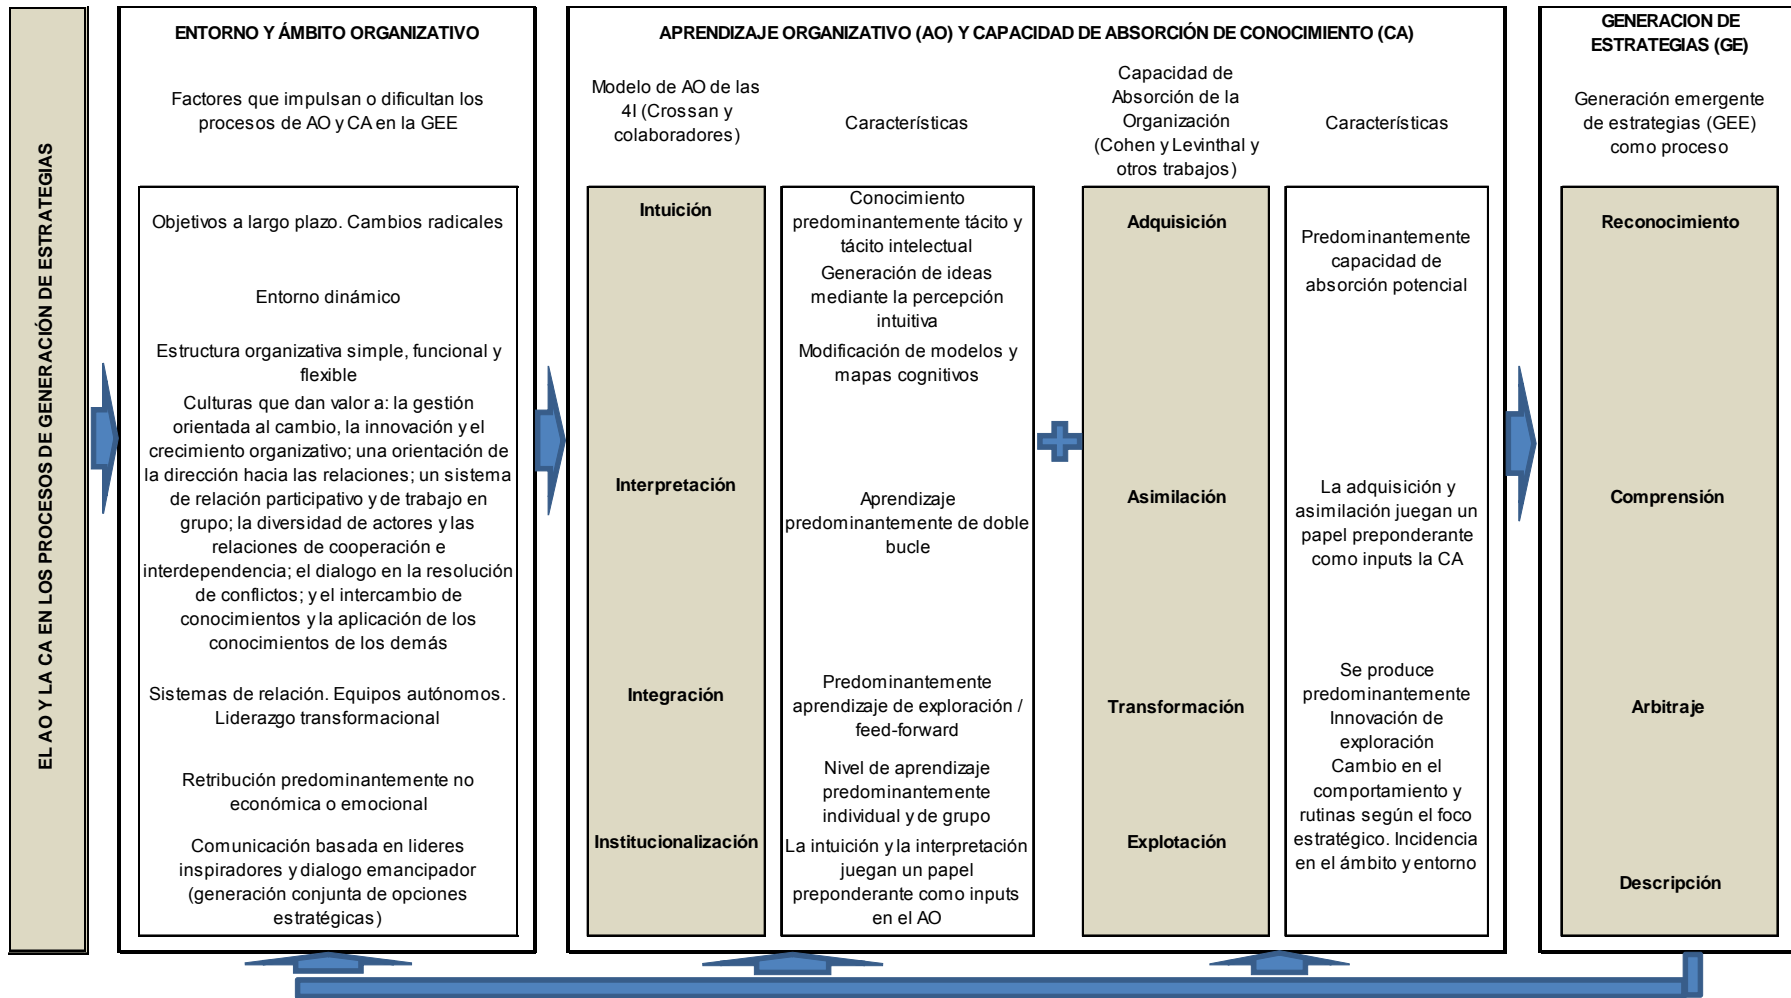 EL AO Y LA CA EN LOS PROCESOS DE GENERACIÓN DE ESTRATEGIAS
ENTORNO Y ÁMBITO ORGANIZATIVO
Factores que impulsan o dificultan los
procesos de AO y CA en la GEE
Objetivos a largo plazo. Cambios radicales
Entorno dinámico
Estructura organizativa simple, funcional y
flexible
Culturas que dan valor a: la gestión
orientada al cambio, la innovación y el
crecimiento organizativo; una orientación de
la dirección hacia las relaciones; un sistema
de relación participativo y de trabajo en
grupo; la diversidad de actores y las
relaciones de cooperación e
interdependencia; el dialogo en la resolución
de conflictos; y el intercambio de
conocimientos y la aplicación de los
conocimientos de los demás
Sistemas de relación. Equipos autónomos.
Liderazgo transformacional
Retribución predominantemente no
económica o emocional
Comunicación basada en lideres
inspiradores y dialogo emancipador
(generación conjunta de opciones
estratégicas)
APRENDIZAJE ORGANIZATIVO (AO) Y CAPACIDAD DE ABSORCIÓN DE CONOCIMIENTO (CA)
Modelo de AO de las
4I (Crossan y
colaboradores)
Intuición
Interpretación
Integración
Institucionalización
Características
Conocimiento
predominantemente tácito y
tácito intelectual
Generación de ideas
mediante la percepción
intuitiva
Modificación de modelos y
mapas cognitivos
Aprendizaje
predominantemente de doble
bucle
Predominantemente
aprendizaje de exploración /
feed-forward
Nivel de aprendizaje
predominantemente
individual y de grupo
La intuición y la interpretación
juegan un papel
preponderante como inputs
en el AO
Capacidad de
Absorción de la
Organización
(Cohen y Levinthal y
otros trabajos)
Adquisición
Asimilación
Transformación
Explotación
Características
Predominantemente
capacidad de
absorción potencial
La adquisición y
asimilación juegan un
papel preponderante
como inputs la CA
Se produce
predominantemente
Innovación de
exploración
Cambio en el
comportamiento y
rutinas según el foco
estratégico. Incidencia
en el ámbito y entorno
GENERACION DE
ESTRATEGIAS (GE)
Generación emergente
de estrategias (GEE)
como proceso
Reconocimiento
Comprensión
Arbitraje
Descripción